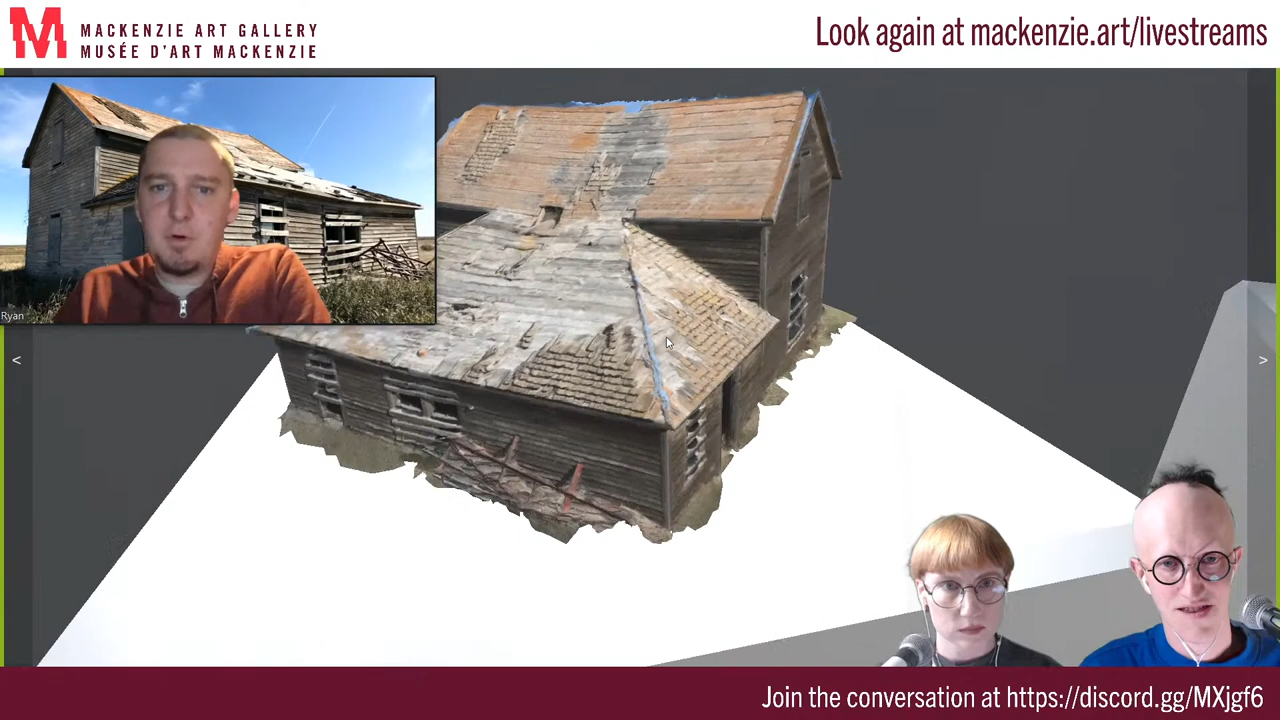 MACKENZIE ART GALLERY
MUSÉE D'ART MACKENZIE
Look again at mackenzie.art/livestreams
Ryan
<
>
Join the conversation at https://discord.gg/MXjgf6